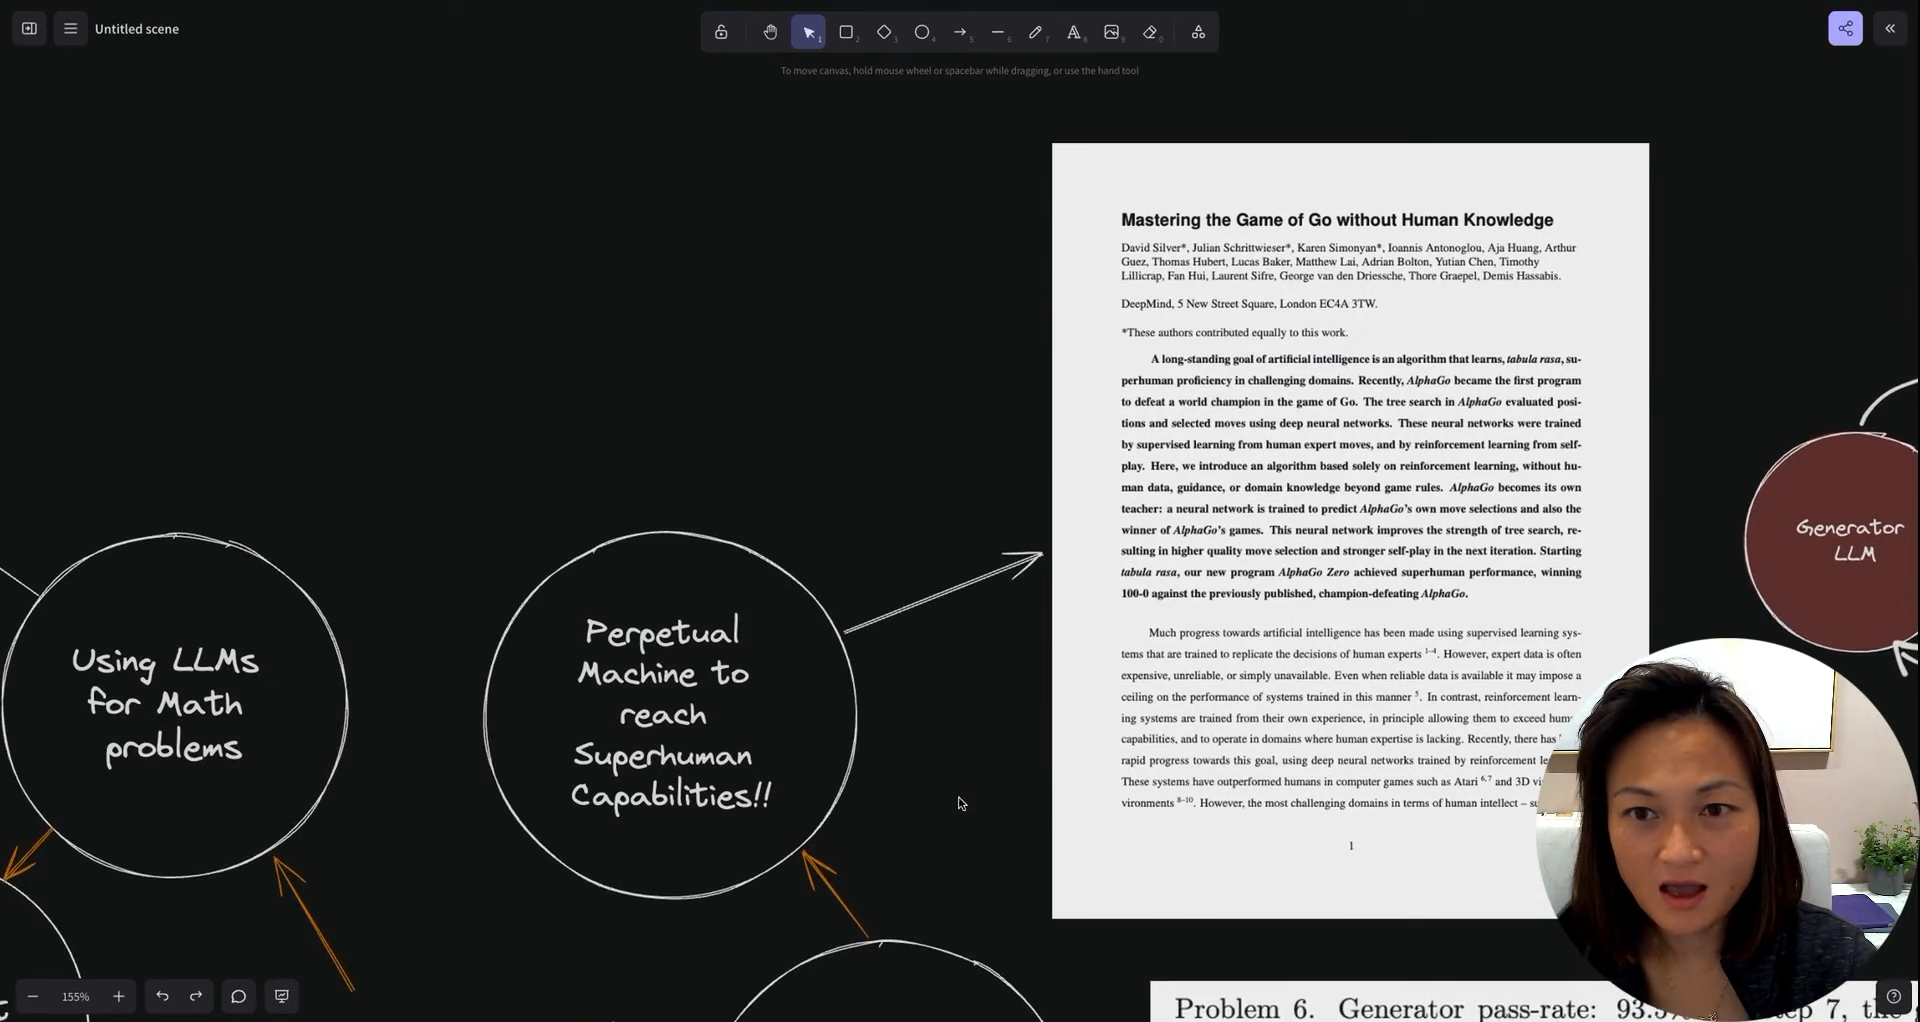 Untitled scene
1
2
3
4
5
6
7
8
9
0
To move canvas, hold mouse wheel or spacebar while dragging, or use the hand tool
Mastering the Game of Go without Human Knowledge
David Silver*, Julian Schrittwieser*, Karen Simonyan*, Ioannis Antonoglou, Aja Huang, Arthur
Guez, Thomas Hubert, Lucas Baker, Matthew Lai, Adrian Bolton, Yutian Chen, Timothy
Lillicrap, Fan Hui, Laurent Sifre, George van den Driessche, Thore Graepel, Demis Hassabis.
DeepMind, 5 New Street Square, London EC4A 3TW.
*These authors contributed equally to this work.
A long-standing goal of artificial intelligence is an algorithm that learns, tabula rasa, su-
perhuman proficiency in challenging domains. Recently, AlphaGo became the first program
to defeat a world champion in the game of Go. The tree search in AlphaGo evaluated posi-
tions and selected moves using deep neural networks. These neural networks were trained
by supervised learning from human expert moves, and by reinforcement learning from self-
play. Here, we introduce an algorithm based solely on reinforcement learning, without hu-
man data, guidance, or domain knowledge beyond game rules. AlphaGo becomes its own
teacher: a neural network is trained to predict AlphaGo's own move selections and also the
winner of AlphaGo's games. This neural network improves the strength of tree search, re-
sulting in higher quality move selection and stronger self-play in the next iteration. Starting
tabula rasa, our new program AlphaGo Zero achieved superhuman performance, winning
100-0 against the previously published, champion-defeating AlphaGo.
Much progress towards artificial intelligence has been made using supervised learning sys-
tems that are trained to replicate the decisions of human experts 1–4. However, expert data is often
expensive, unreliable, or simply unavailable. Even when reliable data is available it may impose a
ceiling on the performance of systems trained in this manner 5. In contrast, reinforcement learn-
ing systems are trained from their own experience, in principle allowing them to exceed hum
capabilities, and to operate in domains where human expertise is lacking. Recently, there has
rapid progress towards this goal, using deep neural networks trained by reinforcement le
These systems have outperformed humans in computer games such as Atari 6,7 and 3D vi
vironments 8–10. However, the most challenging domains in terms of human intellect – su
1
Generator
LLM
Using LLMs
for Math
problems
Perpetual
Machine to
reach
Superhuman
Capabilities!!
155%
Problem 6. Generator pass-rate: 93. ep 7, the